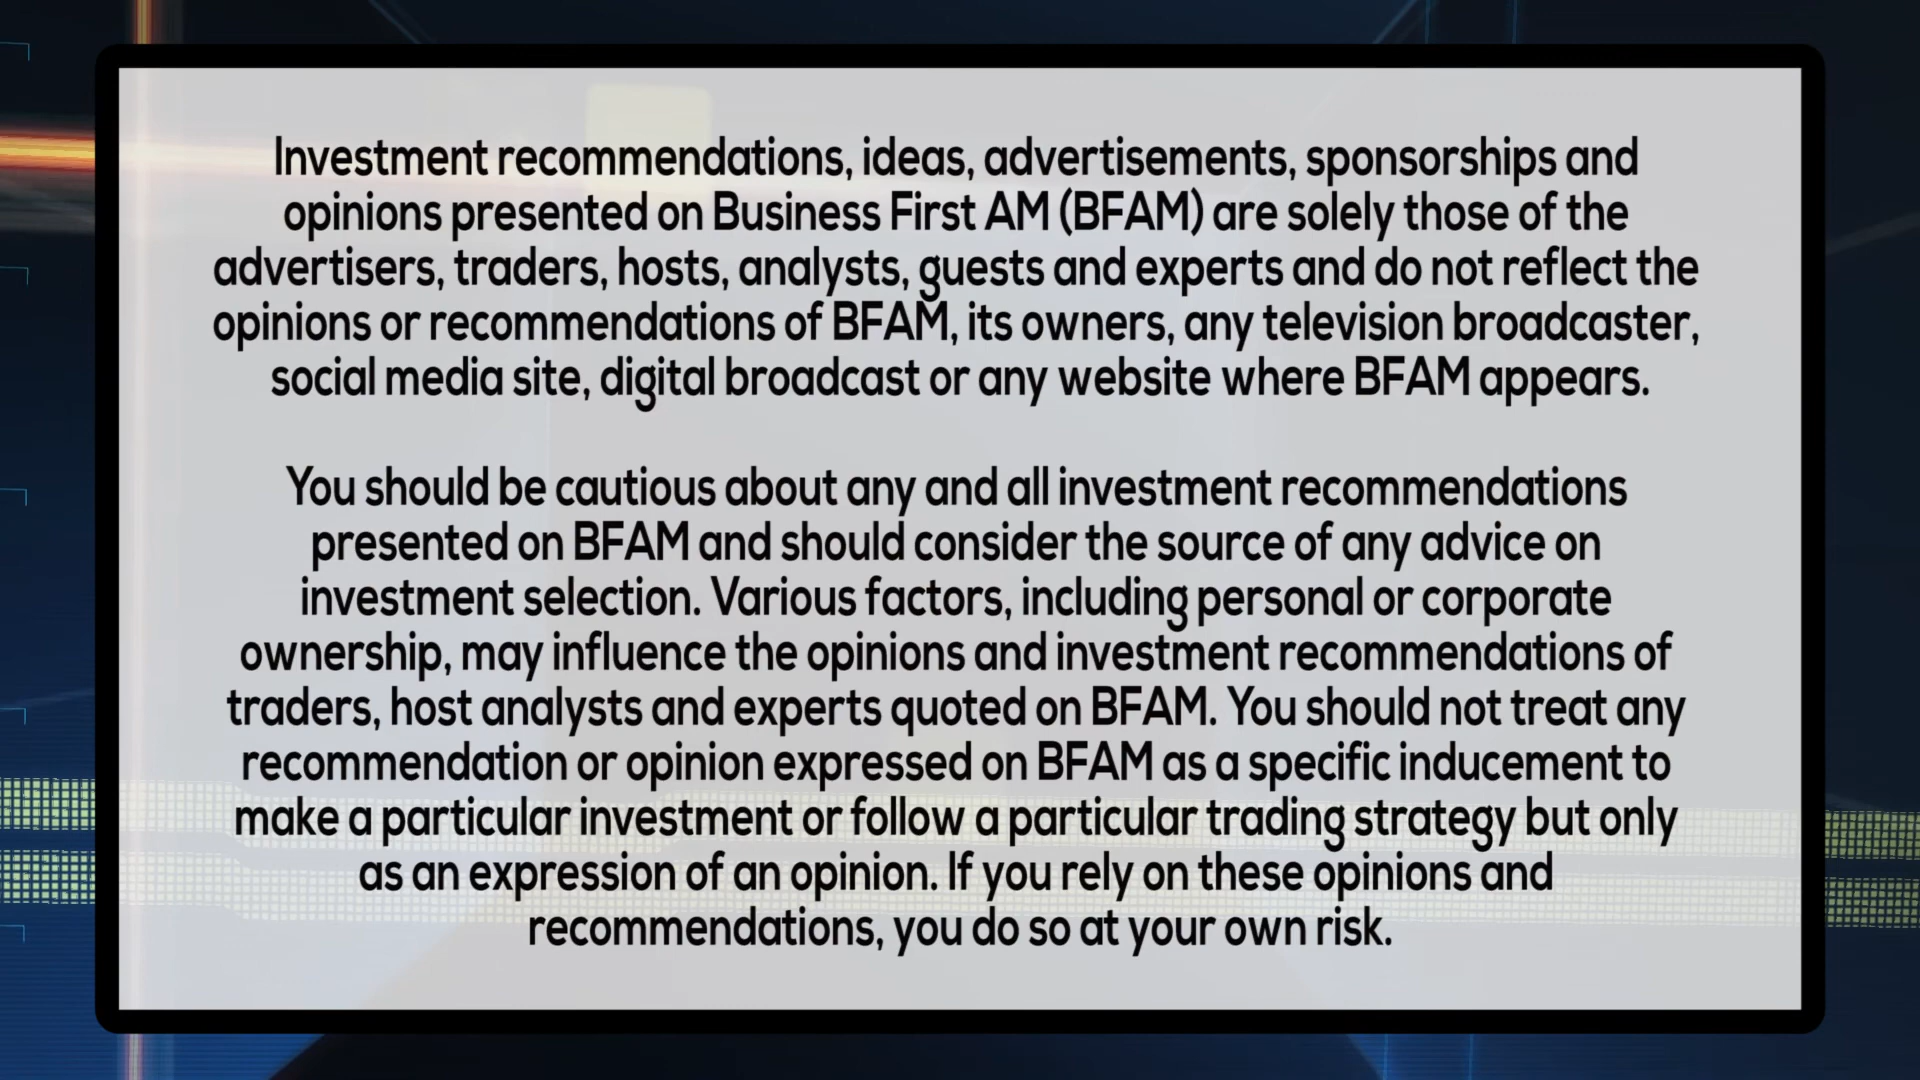 Investment recommendations, ideas, advertisements, sponsorships and
opinions presented on Business First AM (BFAM) are solely those of the
advertisers, traders, hosts, analysts, guests and experts and do not reflect the
opinions or recommendations of BFAM, its owners, any television broadcaster,
social media site, digital broadcast or any website where BFAM appears.
You should be cautious about any and all investment recommendations
presented on BFAM and should consider the source of any advice on
investment selection. Various factors, including personal or corporate
ownership, may influence the opinions and investment recommendations of
traders, host analysts and experts quoted on BFAM. You should not treat any
recommendation or opinion expressed on BFAM as a specific inducement to
make a particular investment or follow a particular trading strategy but only
as an expression of an opinion. If you rely on these opinions and
recommendations, you do so at your own risk.